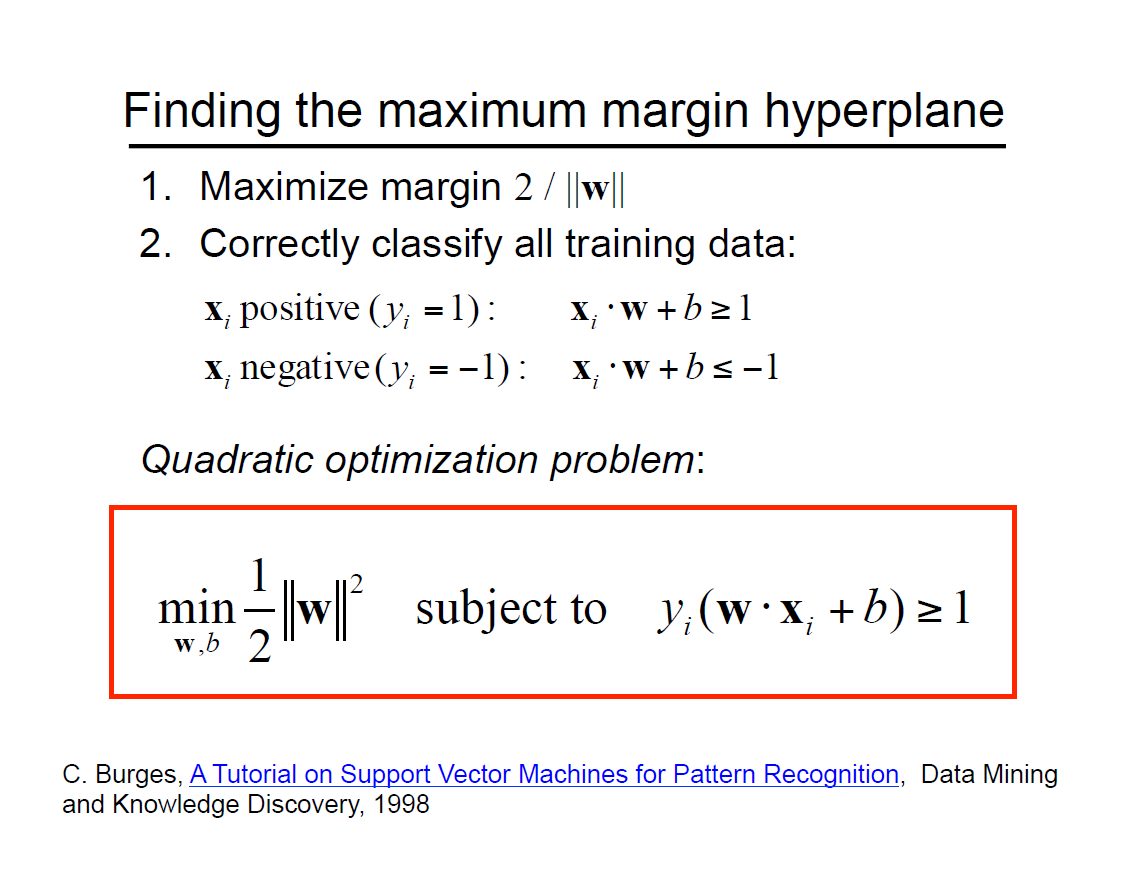 Finding the maximum margin hyperplane
1. Maximize margin 2 / ||w||
2. Correctly classify all training data:
xᵢ positive (yᵢ = 1): xᵢ · w + b ≥ 1
xᵢ negative (yᵢ = −1): xᵢ · w + b ≤ −1
Quadratic optimization problem:
min_{w,b} 1/2 ‖w‖² subject to yᵢ(w · xᵢ + b) ≥ 1
C. Burges, A Tutorial on Support Vector Machines for Pattern Recognition, Data Mining
and Knowledge Discovery, 1998